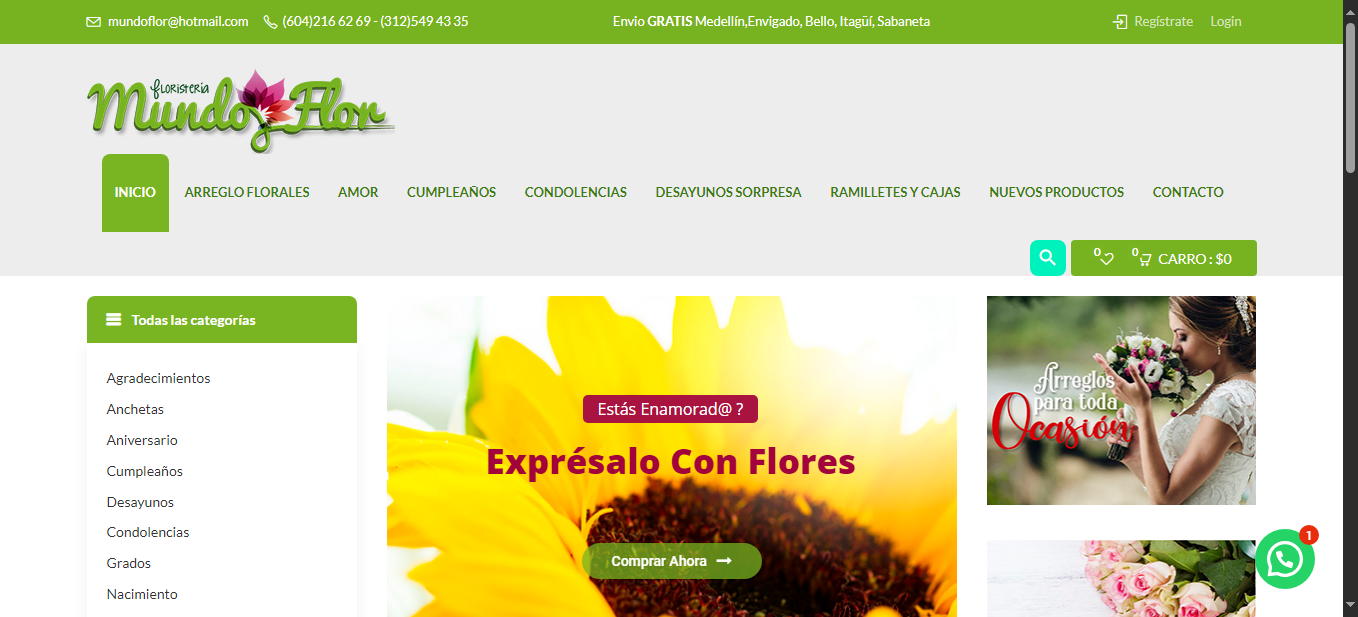 mundoflor@hotmail.com (604)216 62 69 - (312)549 43 35 Envio GRATIS Medellín,Envigado, Bello, Itagüí, Sabaneta Regístrate Login
floristeria
Mundo Flor
INICIO ARREGLO FLORALES AMOR CUMPLEAÑOS CONDOLENCIAS DESAYUNOS SORPRESA RAMILLETES Y CAJAS NUEVOS PRODUCTOS CONTACTO
0 0 CARRO : $0
Todas las categorías
Agradecimientos
Anchetas
Aniversario
Cumpleaños
Desayunos
Condolencias
Grados
Nacimiento
Estás Enamorad@ ?
Exprésalo Con Flores
Comprar Ahora
Arreglos
para toda
Ocasión
1